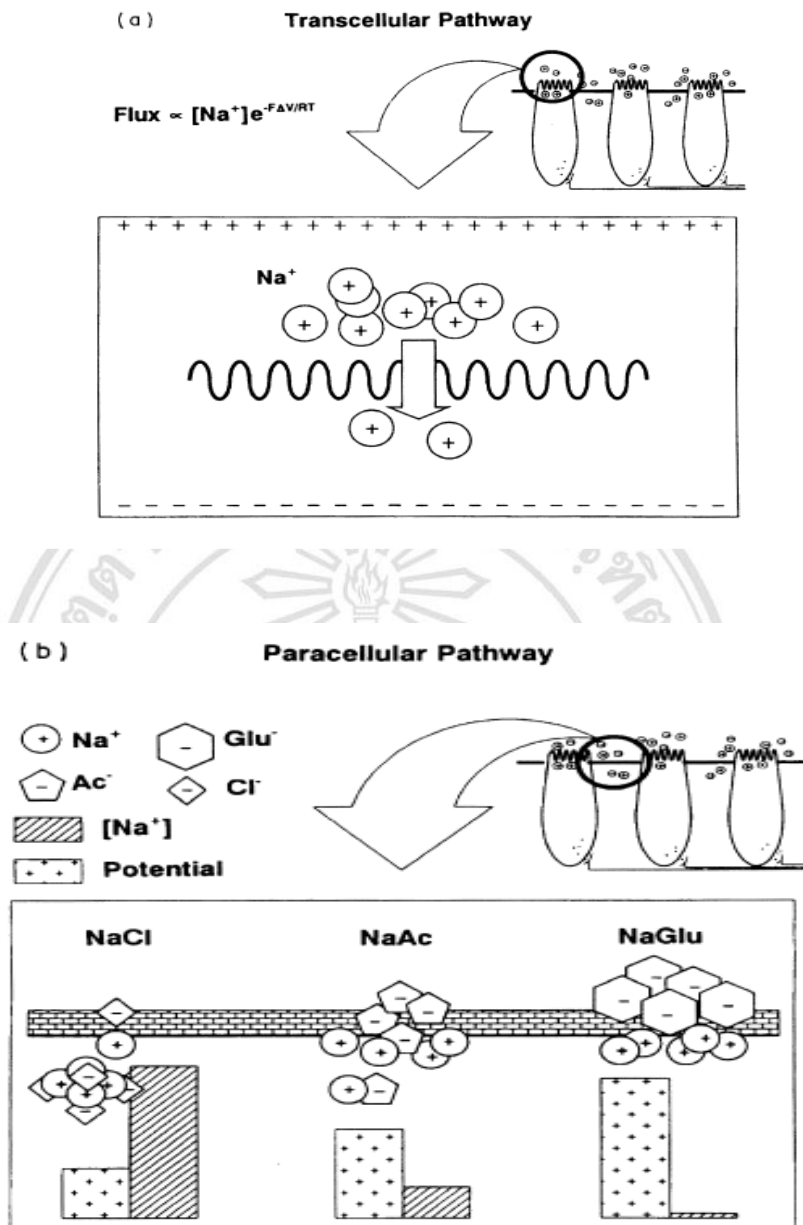 (a) Transcellular Pathway
Flux ∝ [Na⁺]e^-FΔV/RT
Na⁺
(b) Paracellular Pathway
Na⁺ Glu⁻
Ac⁻ Cl⁻
[Na⁺]
Potential
NaCl NaAc NaGlu